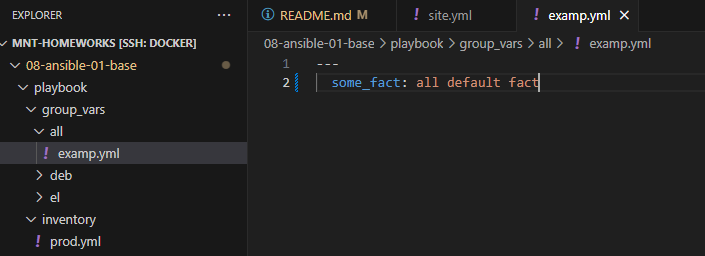 EXPLORER
...
MNT-HOMEWORKS [SSH: DOCKER]
08-ansible-01-base
playbook
group_vars
all
! examp.yml
deb
el
inventory
! prod.yml
README.md M
! site.yml
! examp.yml ×
08-ansible-01-base > playbook > group_vars > all > ! examp.yml
1 ---
2 some_fact: all default fact